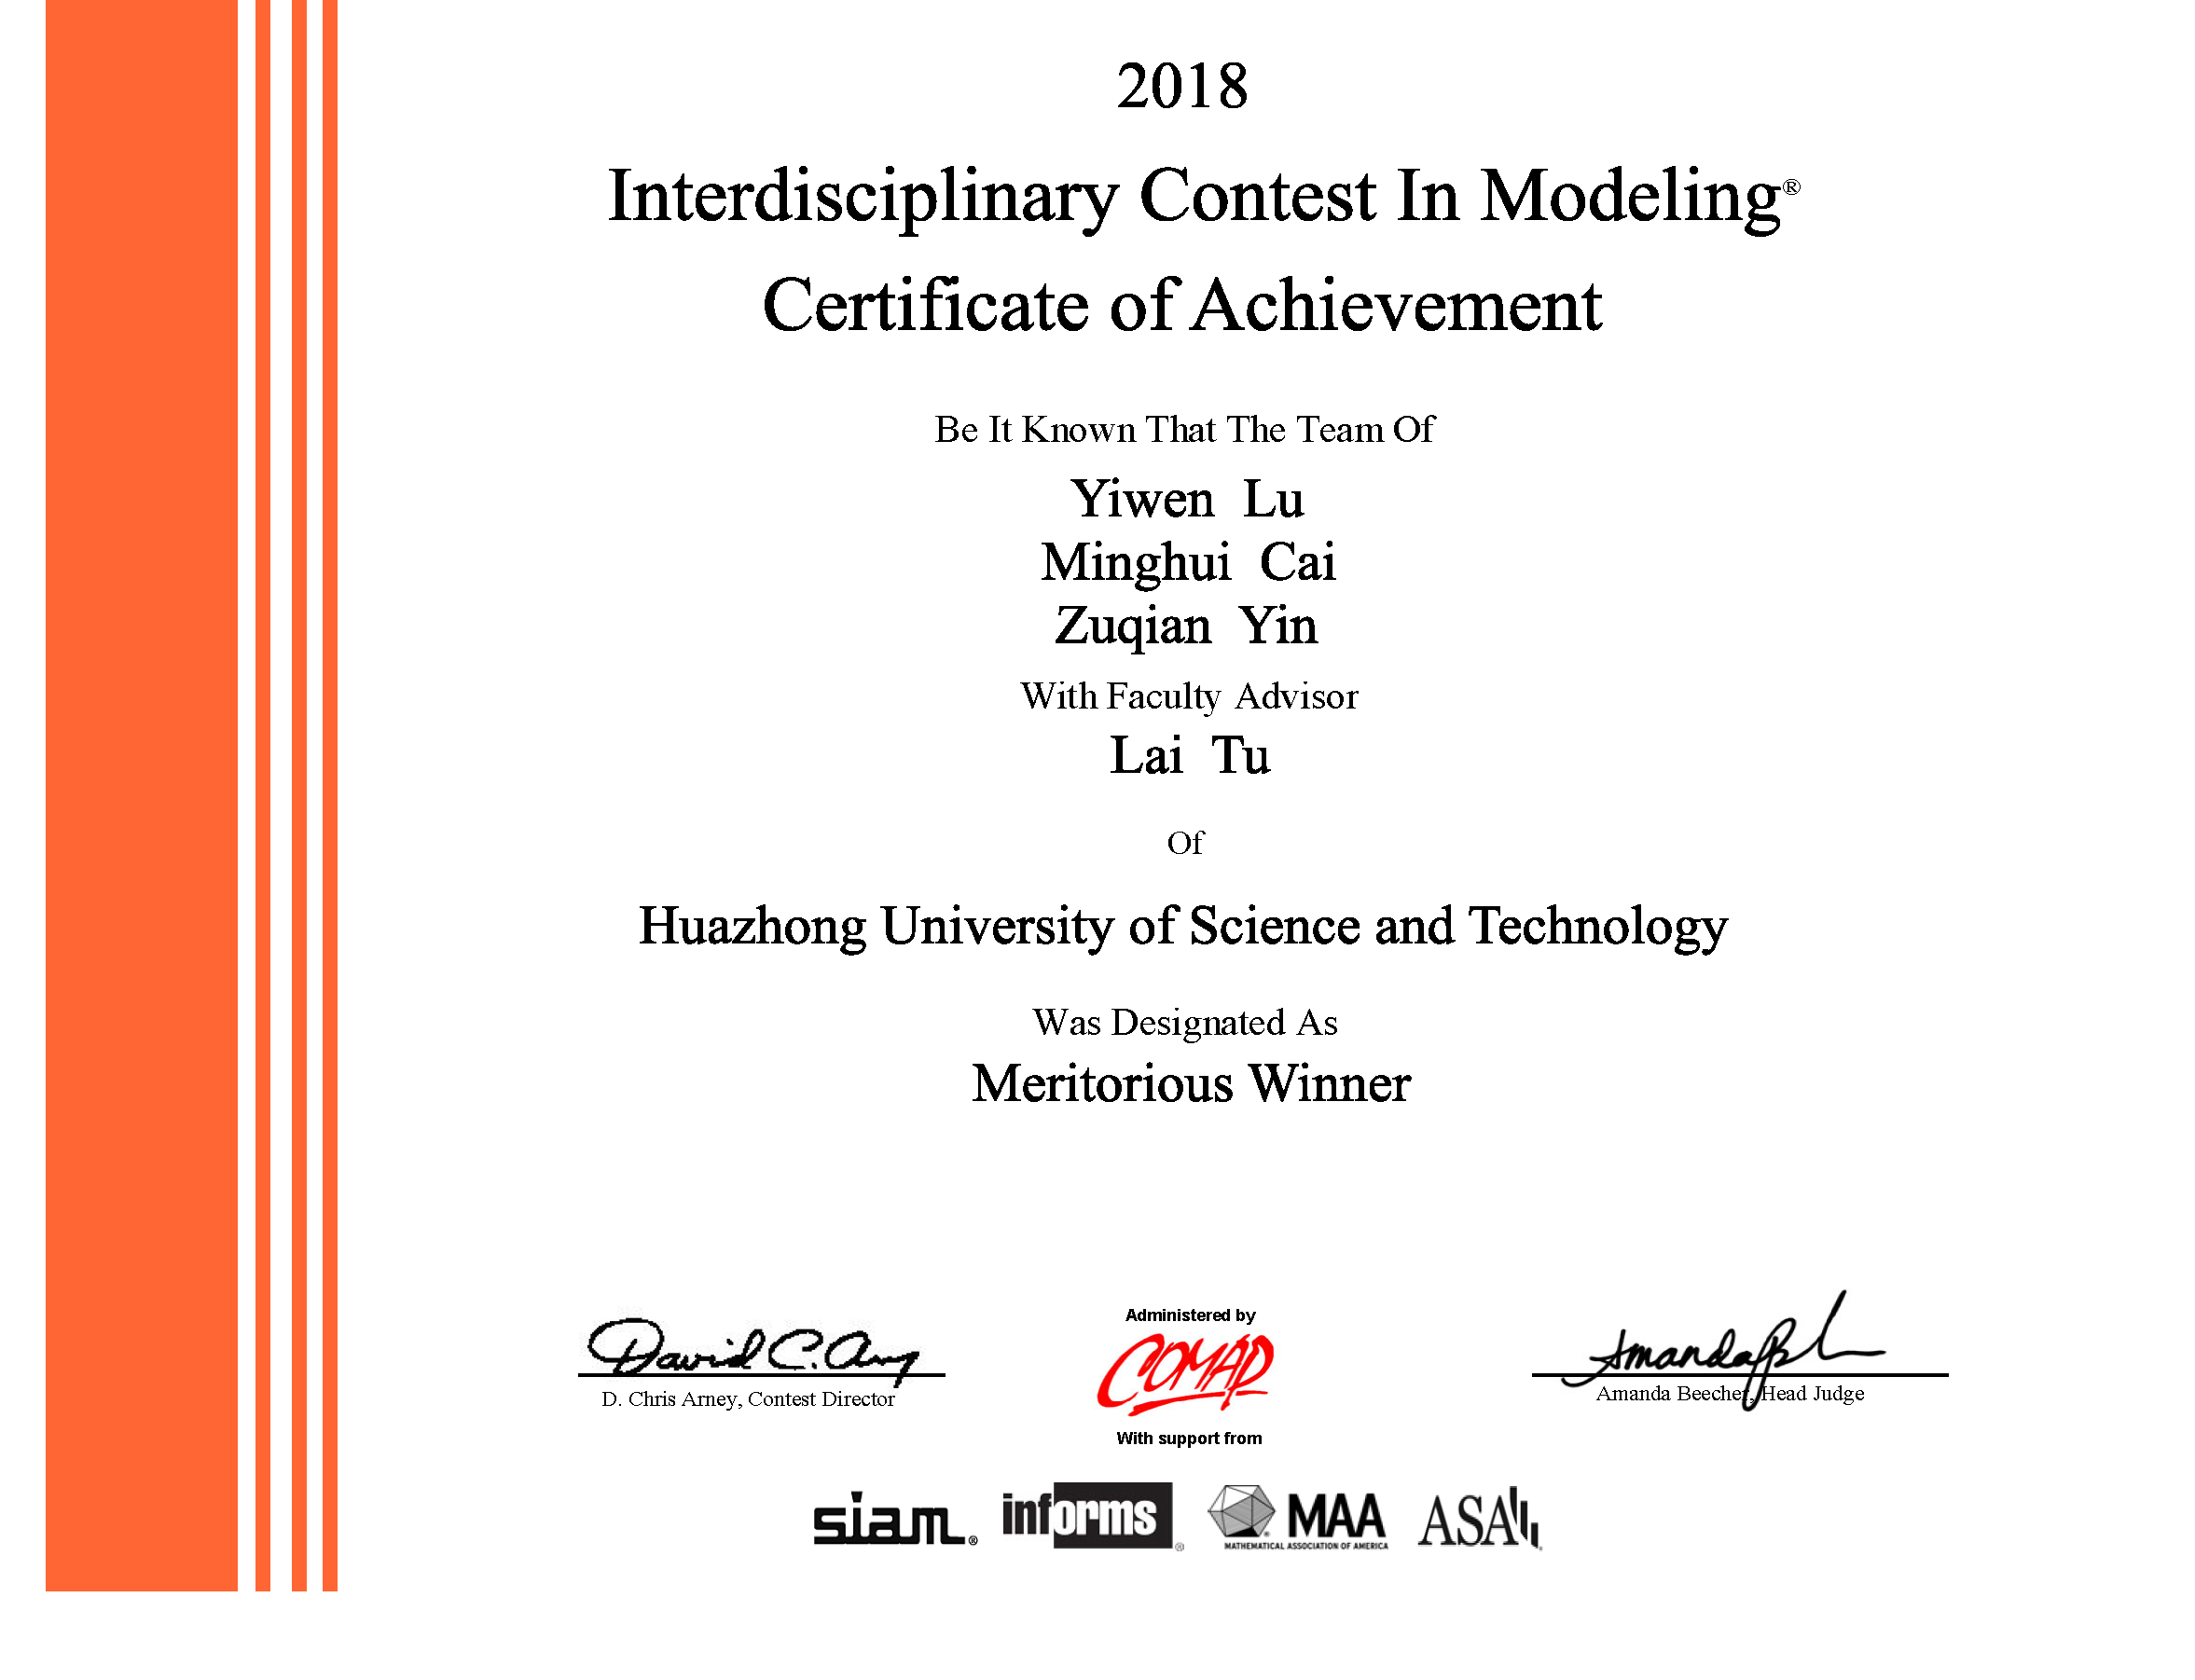 2018
Interdisciplinary Contest In Modeling®
Certificate of Achievement
Be It Known That The Team Of
Yiwen Lu
Minghui Cai
Zuqian Yin
With Faculty Advisor
Lai Tu
Of
Huazhong University of Science and Technology
Was Designated As
Meritorious Winner
David C. Arney
D. Chris Arney, Contest Director
Administered by
COMAP
With support from
Amanda Beecher, Head Judge
siam®
informs®
MAA
MATHEMATICAL ASSOCIATION OF AMERICA
ASA